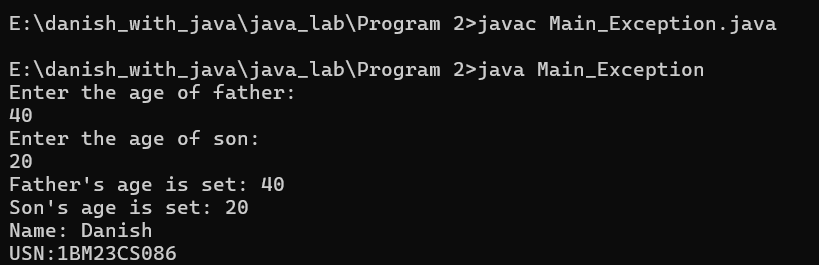 E:\danish_with_java\java_lab\Program 2>javac Main_Exception.java
E:\danish_with_java\java_lab\Program 2>java Main_Exception
Enter the age of father:
40
Enter the age of son:
20
Father's age is set: 40
Son's age is set: 20
Name: Danish
USN:1BM23CS086